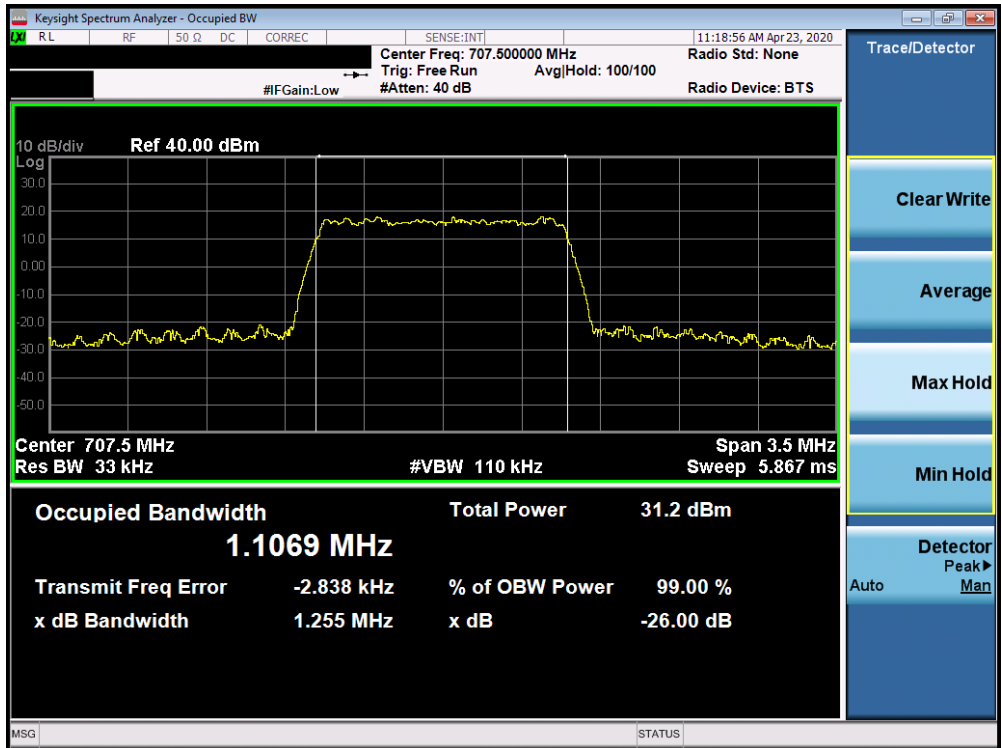 Keysight Spectrum Analyzer - Occupied BW
LXI RL RF 50 Ω DC CORREC SENSE:INT 11:18:56 AM Apr 23, 2020
Center Freq: 707.500000 MHz Radio Std: None
Trig: Free Run Avg|Hold: 100/100
#IFGain:Low #Atten: 40 dB Radio Device: BTS
10 dB/div Ref 40.00 dBm
Log
30.0
20.0
10.0
0.00
-10.0
-20.0
-30.0
-40.0
-50.0
Center 707.5 MHz Span 3.5 MHz
Res BW 33 kHz #VBW 110 kHz Sweep 5.867 ms
Occupied Bandwidth Total Power 31.2 dBm
1.1069 MHz
Transmit Freq Error -2.838 kHz % of OBW Power 99.00 %
x dB Bandwidth 1.255 MHz x dB -26.00 dB
Trace/Detector
Clear Write
Average
Max Hold
Min Hold
Detector
Peak▶
Auto Man
MSG STATUS